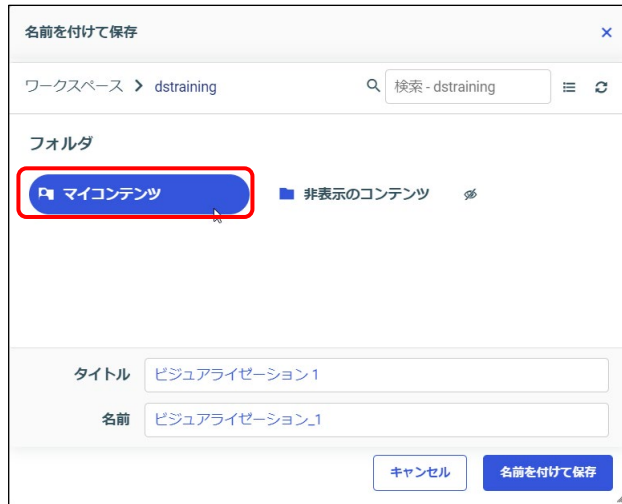 名前を付けて保存
ワークスペース > dstraining
検索 - dstraining
フォルダ
マイコンテンツ
非表示のコンテンツ
タイトル ビジュアライゼーション 1
名前 ビジュアライゼーション_1
キャンセル 名前を付けて保存